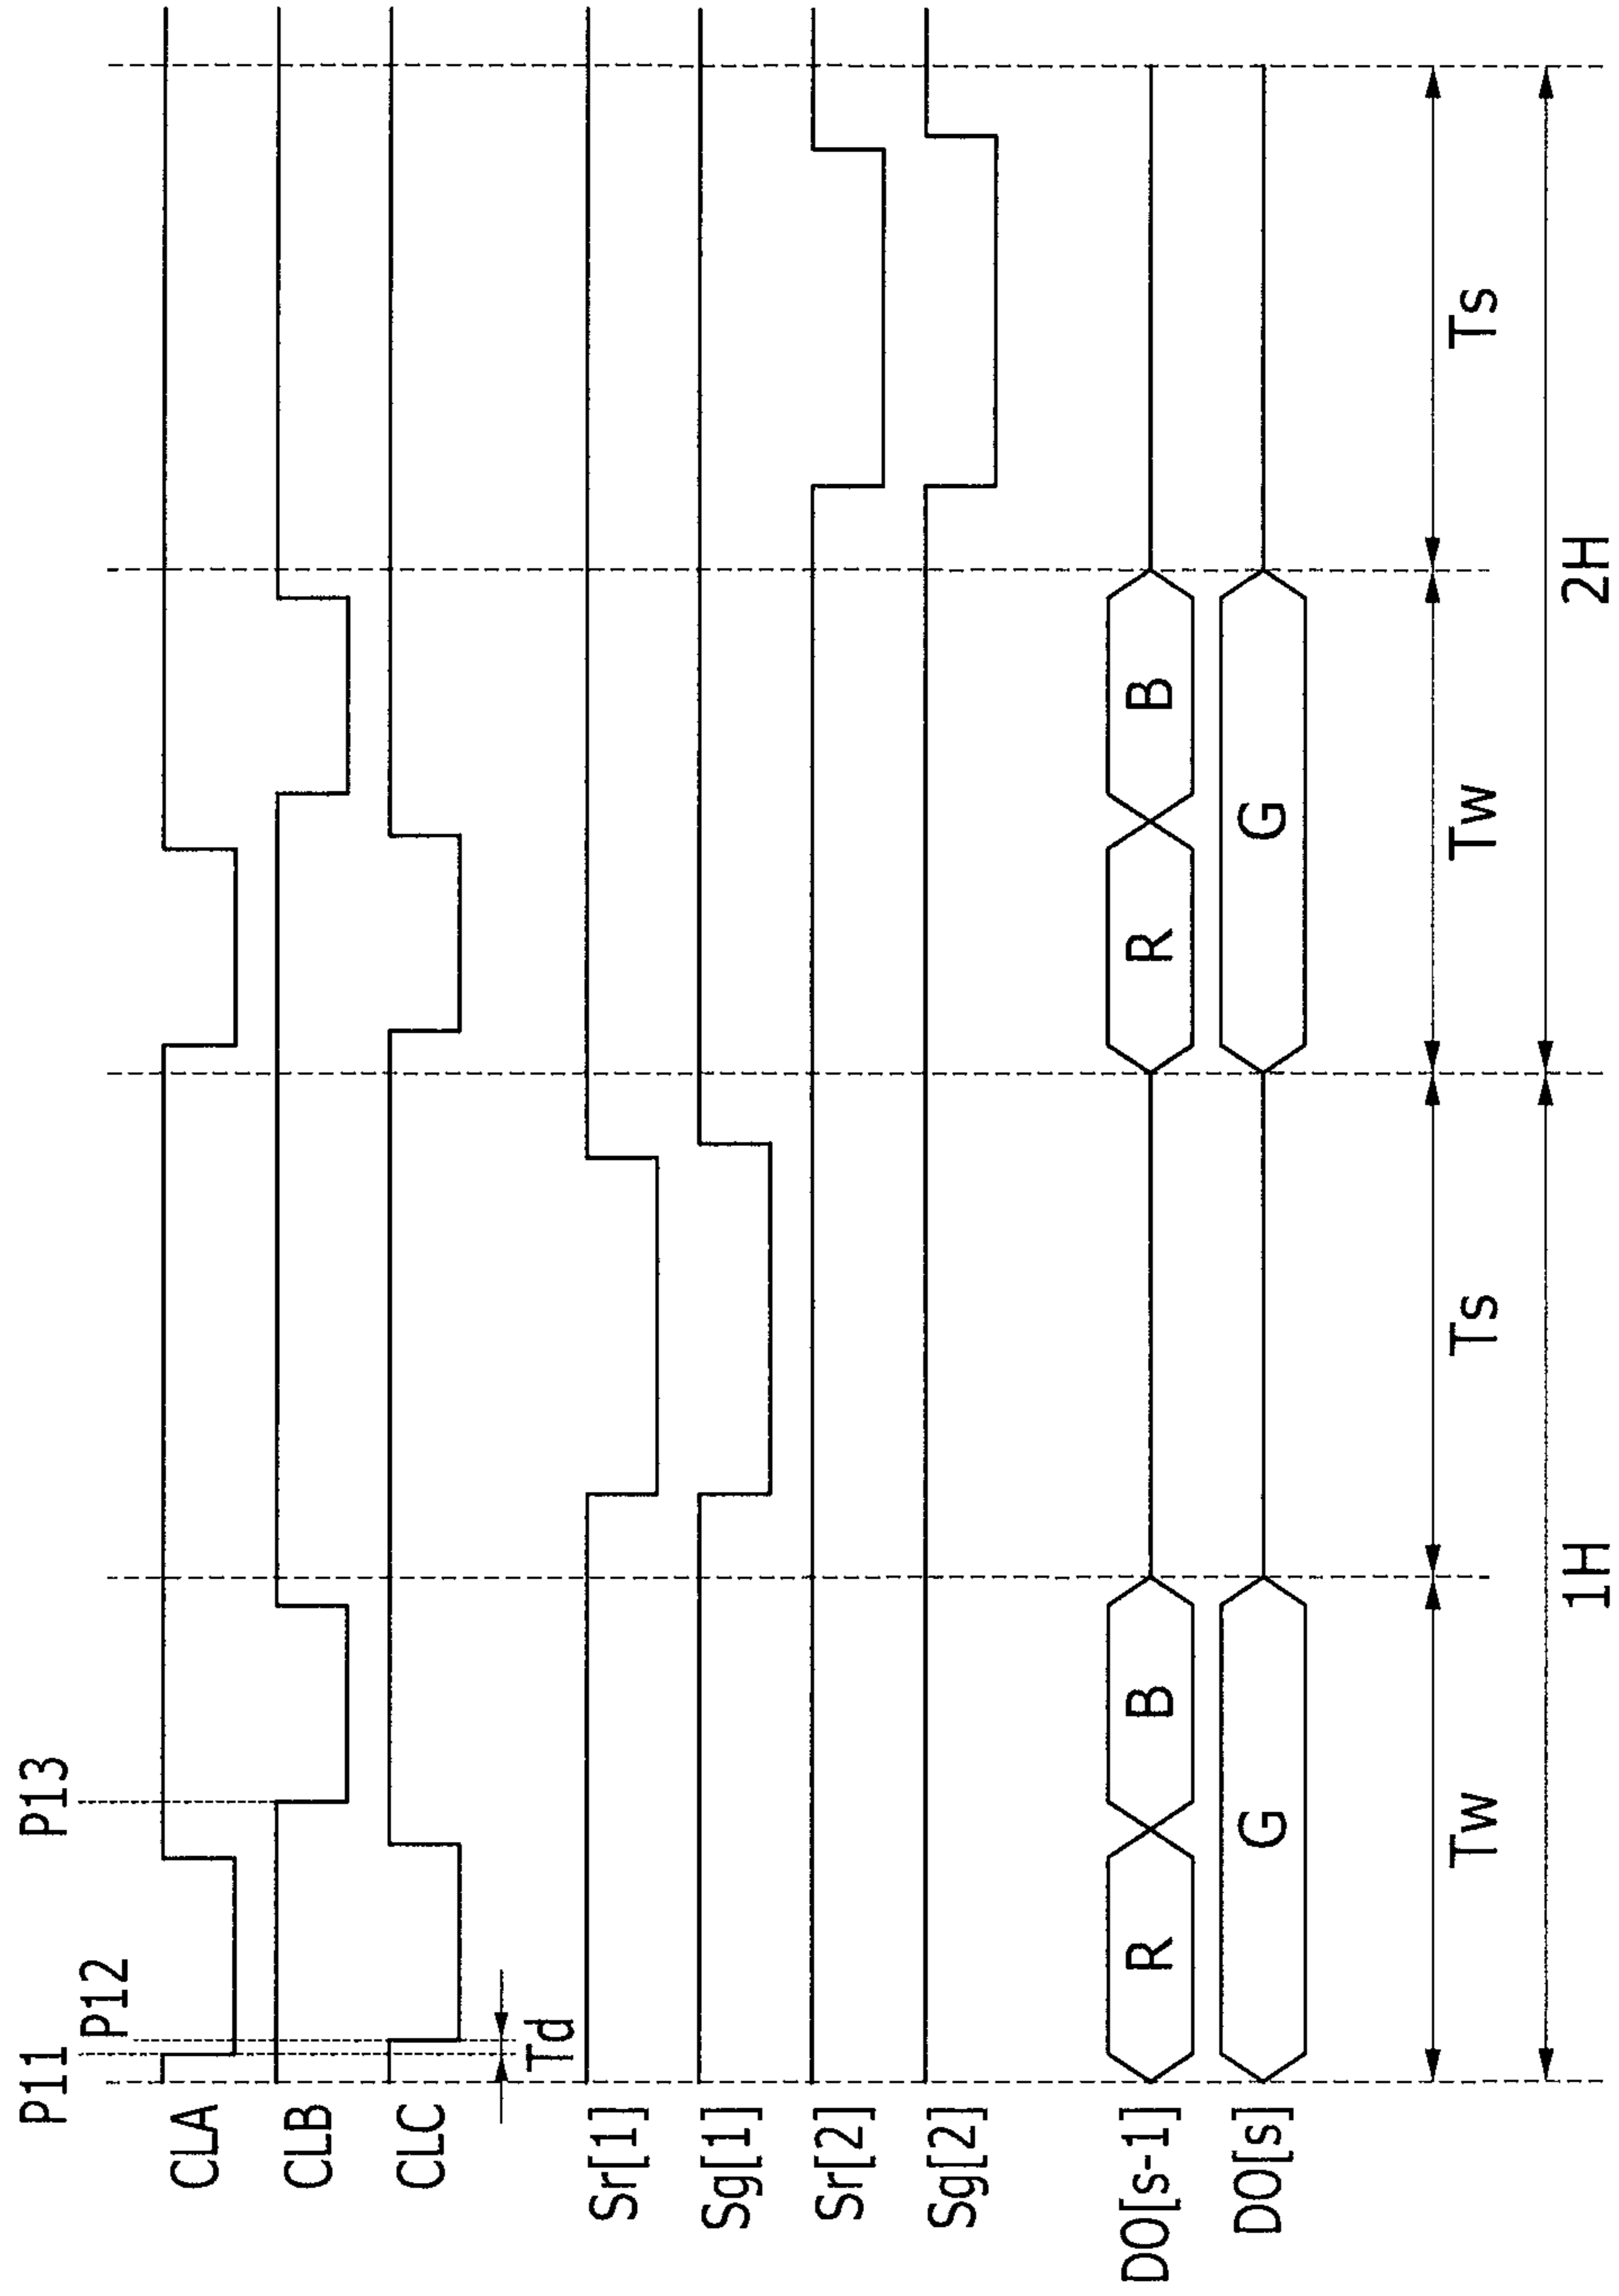 P11
P12
P13
CLA
CLB
CLC
Td
Sr[1]
Sg[1]
Sr[2]
Sg[2]
DO[s-1]
R
B
R
B
DO[s]
G
G
Tw
Ts
Tw
Ts
1H
2H